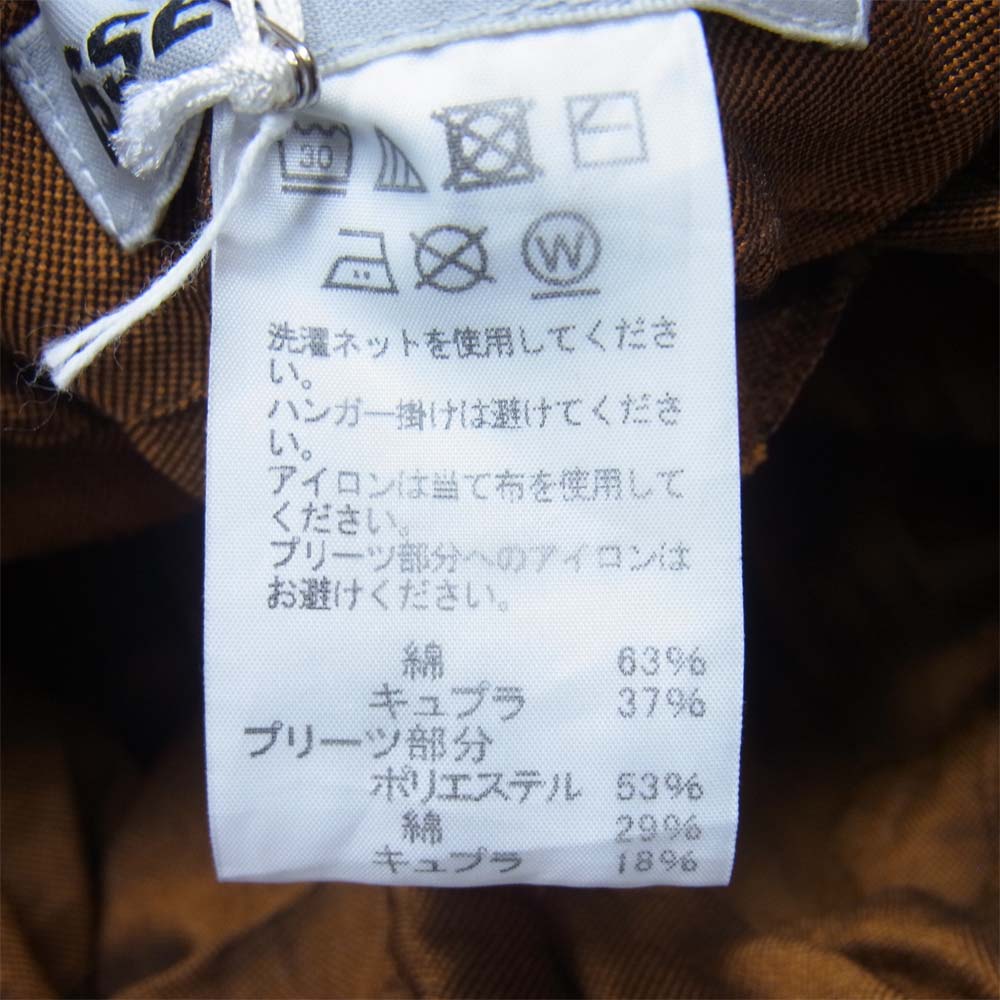 30
W
洗濯ネットを使用してくださ
い。
ハンガー掛けは避けてくださ
い。
アイロンは当て布を使用して
ください。
プリーツ部分へのアイロンは
お避けください。
綿 63%
キュプラ 37%
プリーツ部分
ポリエステル 53%
綿 29%
キュプラ 18%